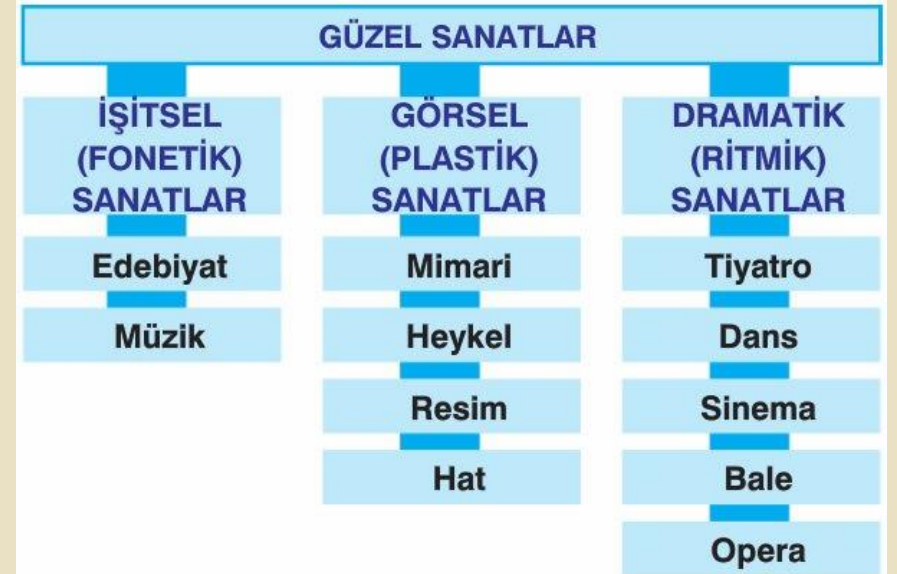 GÜZEL SANATLAR
İŞİTSEL
(FONETİK)
SANATLAR
Edebiyat
Müzik
GÖRSEL
(PLASTİK)
SANATLAR
Mimari
Heykel
Resim
Hat
DRAMATİK
(RİTMİK)
SANATLAR
Tiyatro
Dans
Sinema
Bale
Opera